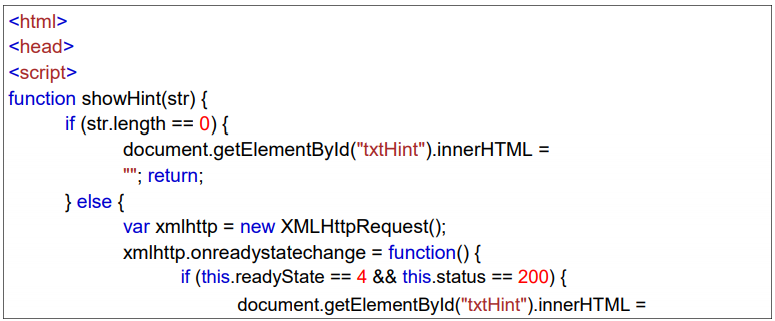 <html>
<head>
<script>
function showHint(str) {
if (str.length == 0) {
document.getElementById("txtHint").innerHTML =
""; return;
} else {
var xmlhttp = new XMLHttpRequest();
xmlhttp.onreadystatechange = function() {
if (this.readyState == 4 && this.status == 200) {
document.getElementById("txtHint").innerHTML =